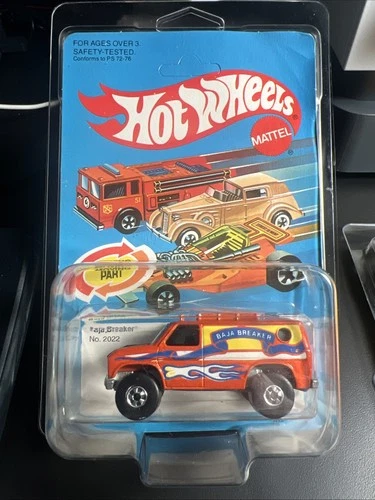 FOR AGES OVER 3.
SAFETY-TESTED.
Conforms to PS 72-76
Hot Wheels
MATTEL
51
PART
Baja Breaker
No. 2022
BAJA BREAKER